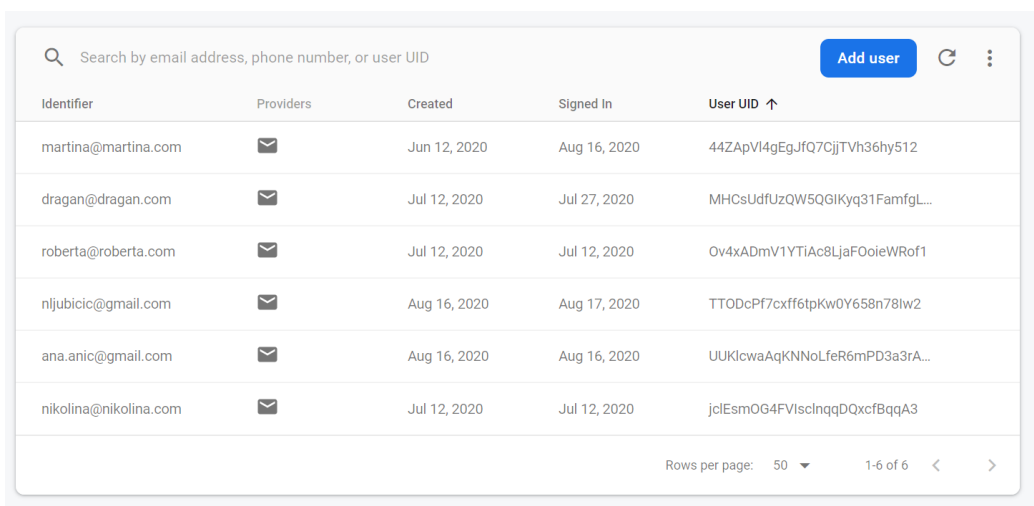 Search by email address, phone number, or user UID Add user
Identifier Providers Created Signed In User UID
martina@martina.com Jun 12, 2020 Aug 16, 2020 44ZApVl4gEgJfQ7CjjTVh36hy512
dragan@dragan.com Jul 12, 2020 Jul 27, 2020 MHCsUdfUzQW5QGIKyq31FamfgL...
roberta@roberta.com Jul 12, 2020 Jul 12, 2020 Ov4xADmV1YTiAc8LjaFOoieWRof1
nljubicic@gmail.com Aug 16, 2020 Aug 17, 2020 TTODcPf7cxff6tpKw0Y658n78Iw2
ana.anic@gmail.com Aug 16, 2020 Aug 16, 2020 UUKlcwaAqKNNoLfeR6mPD3a3rA...
nikolina@nikolina.com Jul 12, 2020 Jul 12, 2020 jclEsmOG4FVIsclnqqDQxcfBqqA3
Rows per page: 50 1-6 of 6